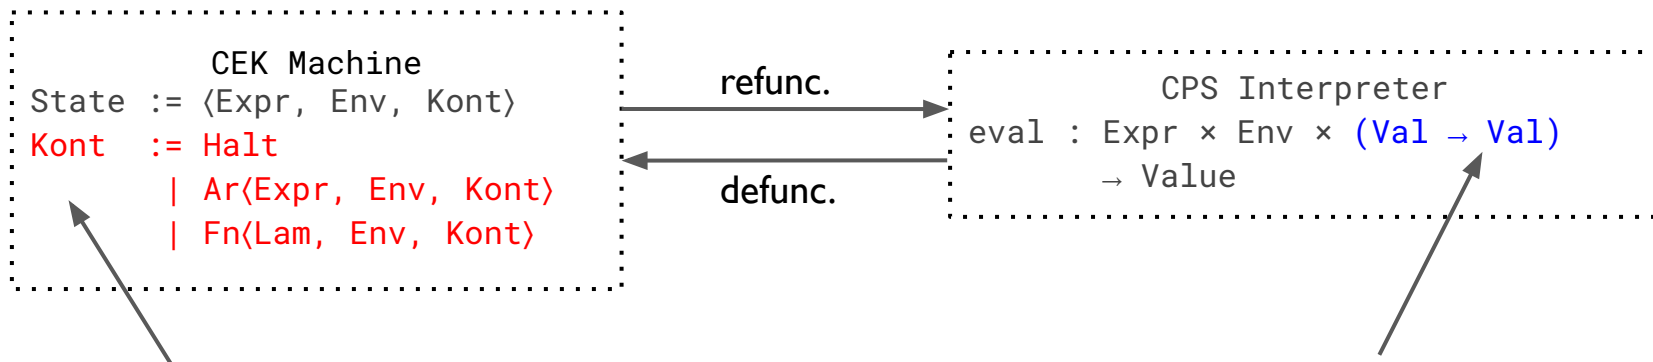 CEK Machine
State := ⟨Expr, Env, Kont⟩
Kont := Halt
| Ar⟨Expr, Env, Kont⟩
| Fn⟨Lam, Env, Kont⟩
refunc.
defunc.
CPS Interpreter
eval : Expr × Env × (Val → Val)
→ Value